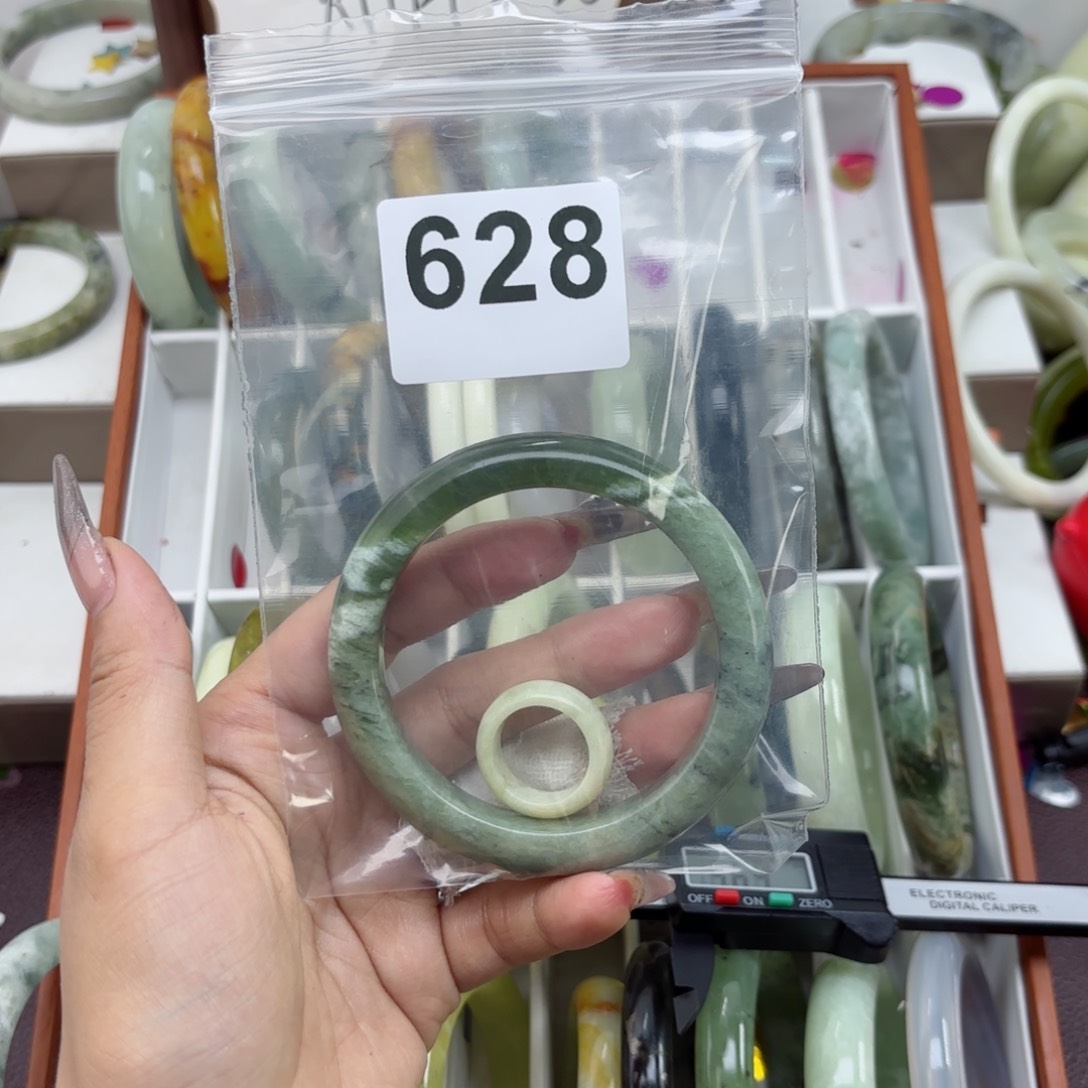 628
OFF ON ZERO
ELECTRONIC
DIGITAL CALIPER